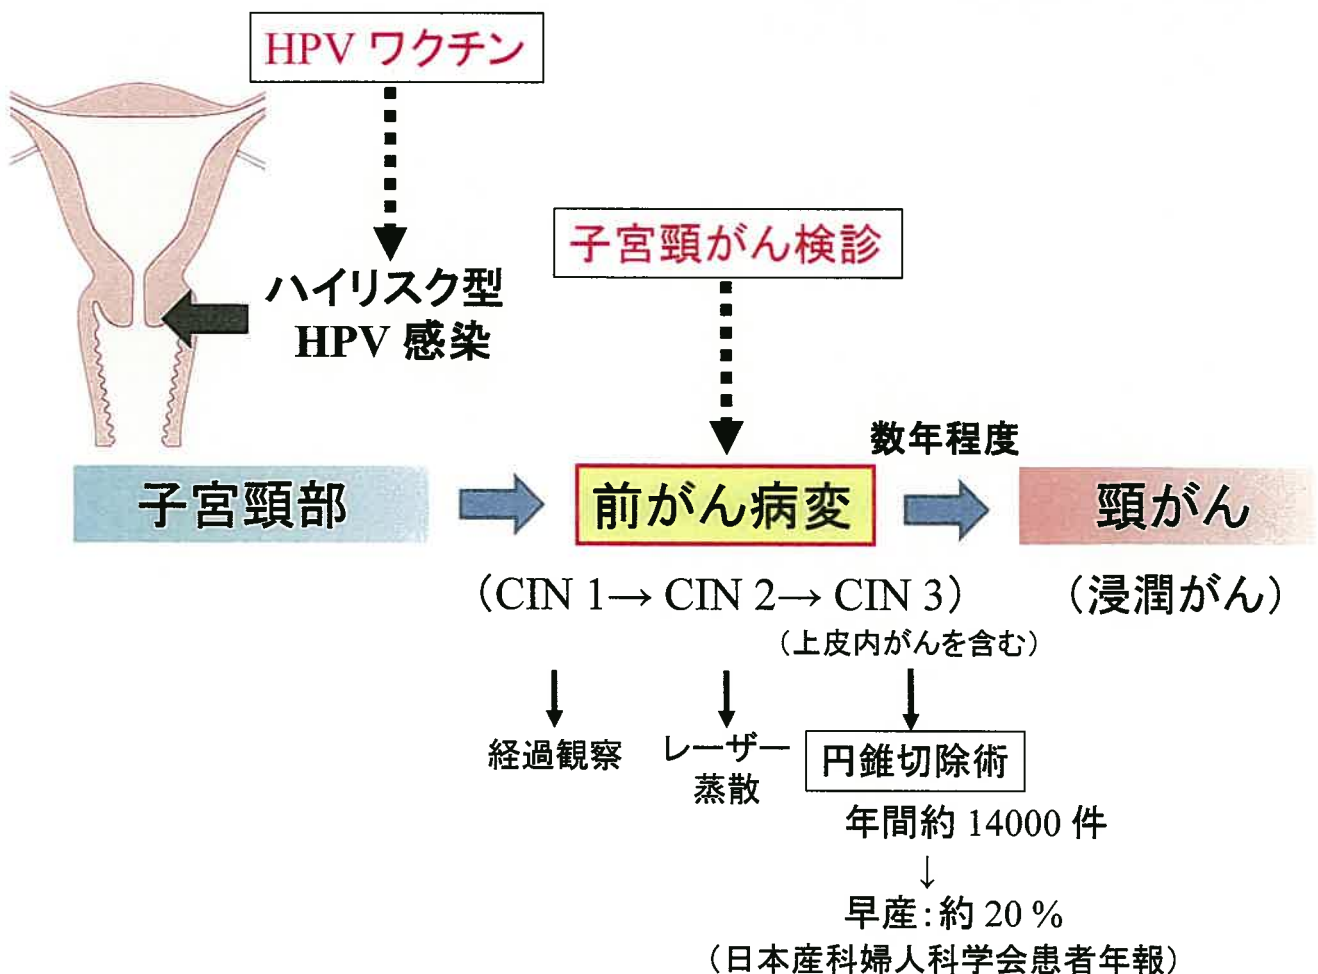 HPV ワクチン
子宮頸がん検診
ハイリスク型
HPV 感染
数年程度
子宮頸部
前がん病変
頸がん
（CIN 1→ CIN 2→ CIN 3）
（浸潤がん）
（上皮内がんを含む）
経過観察
レーザー
蒸散
円錐切除術
年間約 14000 件
↓
早産：約 20 %
（日本産科婦人科学会患者年報）